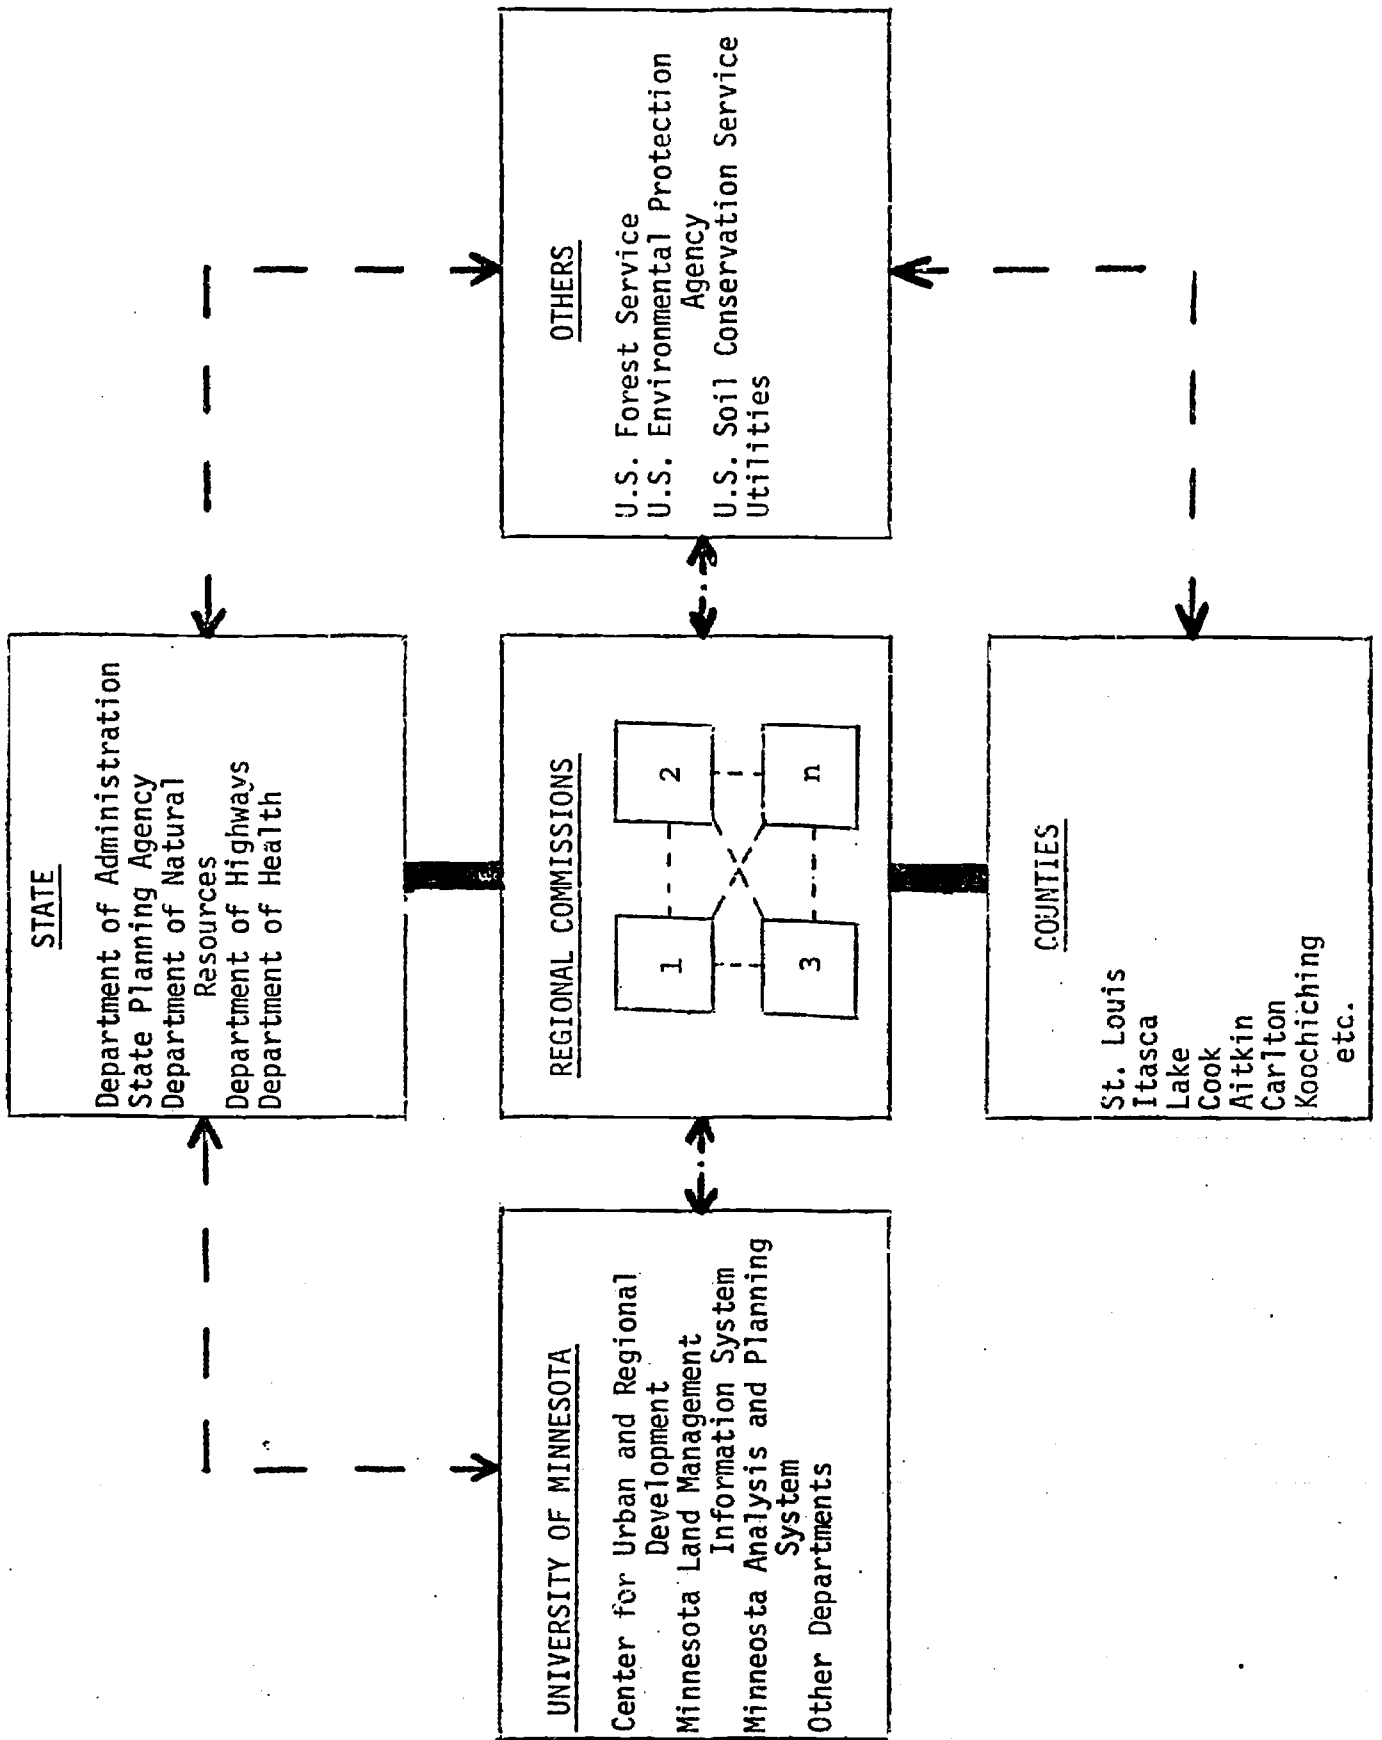 STATE
Department of Administration
State Planning Agency
Department of Natural
Resources
Department of Highways
Department of Health
UNIVERSITY OF MINNESOTA
Center for Urban and Regional
Development
Minnesota Land Management
Information System
Minneosta Analysis and Planning
System
Other Departments
REGIONAL COMMISSIONS
1
2
3
n
OTHERS
U.S. Forest Service
U.S. Environmental Protection
Agency
U.S. Soil Conservation Service
Utilities
COUNTIES
St. Louis
Itasca
Lake
Cook
Aitkin
Carlton
Koochiching
etc.